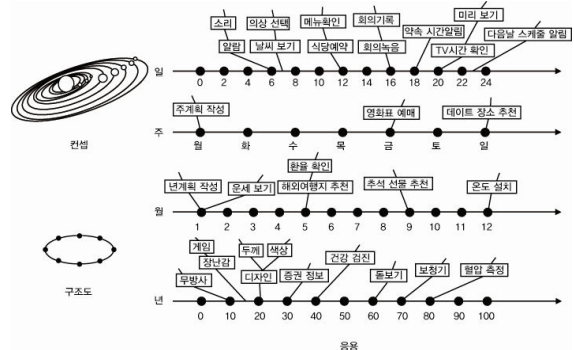 소리
의상 선택
메뉴확인
회의기록
미리 보기
알람
날씨 보기
식당예약
회의녹음
약속 시간알림
TV시간 확인
다음날 스케줄 알림
일
0 2 4 6 8 10 12 14 16 18 20 22 24
컨셉
주계획 작성
영화표 예매
데이트 장소 추천
주
월 화 수 목 금 토 일
환율 확인
년계획 작성
운세 보기
해외여행지 추천
추석 선물 추천
온도 설치
월
1 2 3 4 5 6 7 8 9 10 11 12
구조도
게임
두께
색상
건강 검진
장난감
무방사
디자인
증권 정보
돋보기
보청기
혈압 측정
년
0 10 20 30 40 50 60 70 80 90 100
응용